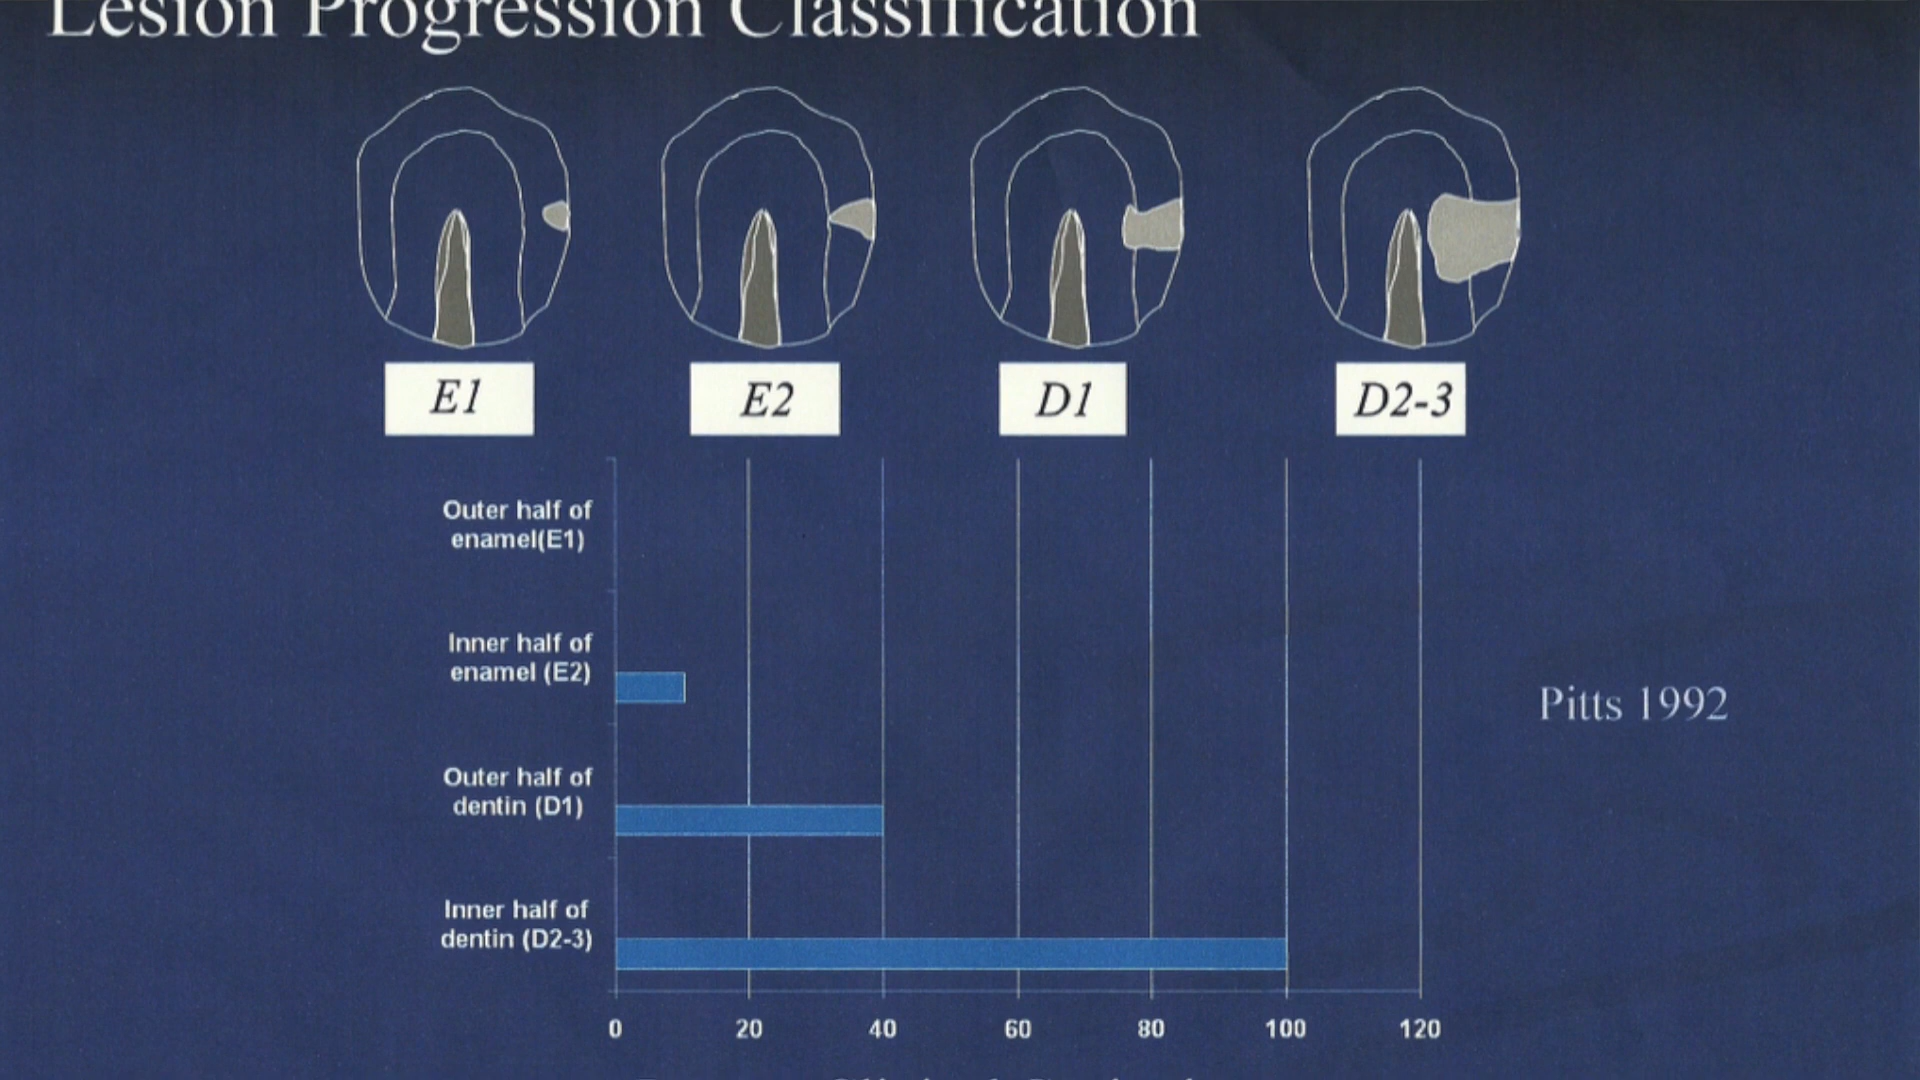 Lesion Progression Classification
E1
E2
D1
D2-3
Outer half of
enamel(E1)
Inner half of
enamel (E2)
Outer half of
dentin (D1)
Inner half of
dentin (D2-3)
Pitts 1992
0 20 40 60 80 100 120